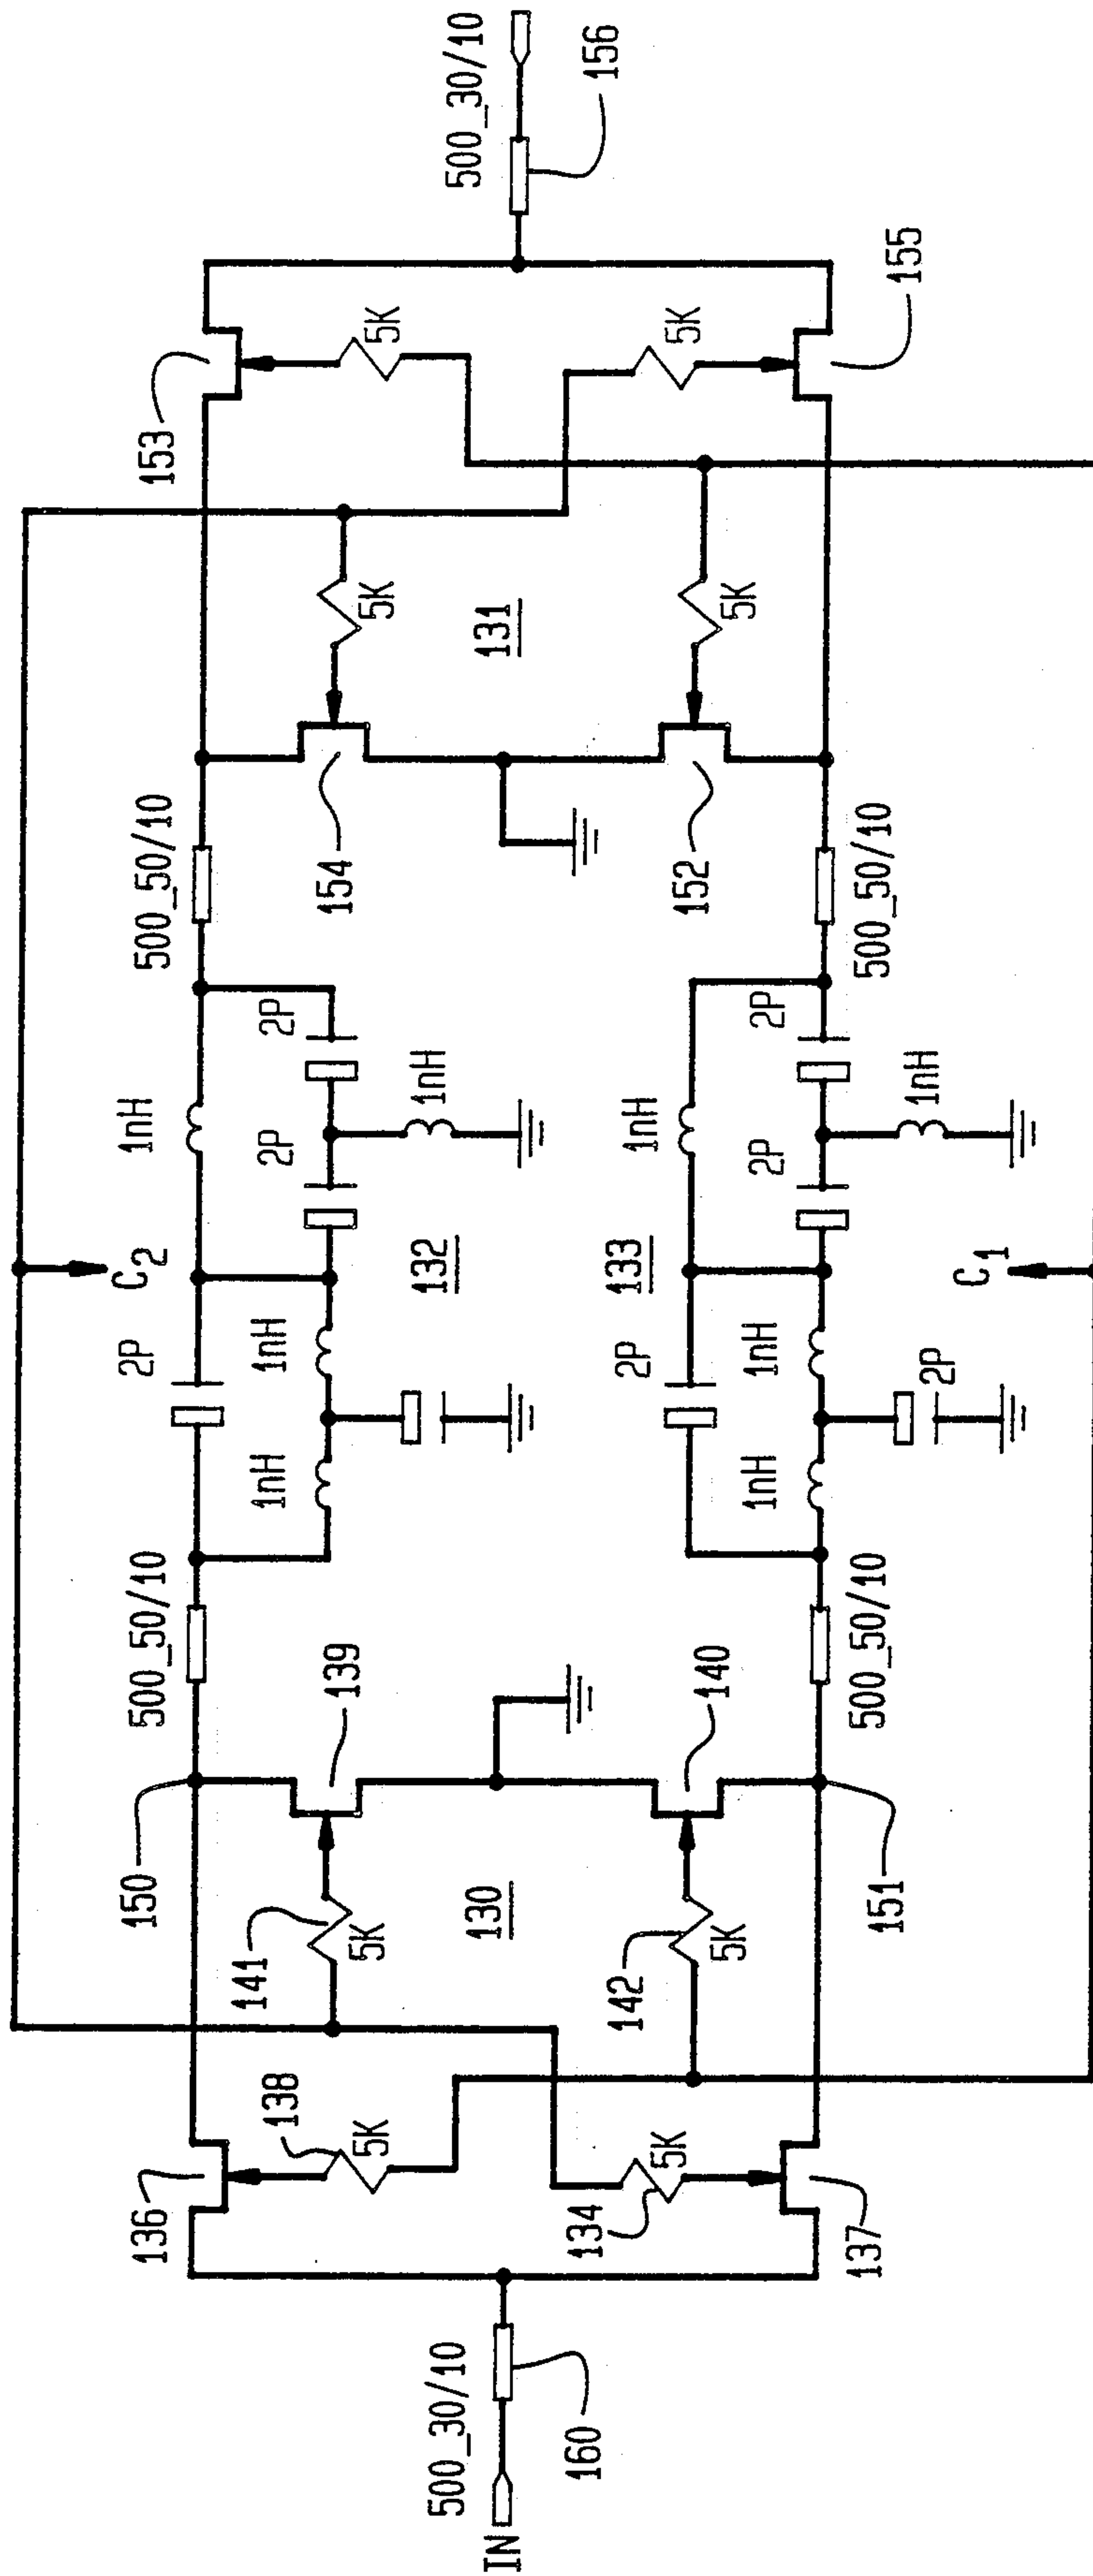 500_30/10
156
153
5K
5K
155
5K
131
5K
154
152
500_50/10
500_50/10
1nH
2P
1nH
2P
132
1nH
2P
1nH
2P
133
C2
C1
2P
1nH
1nH
2P
1nH
1nH
2P
500_50/10
500_50/10
139
140
150
141
5K
130
142
5K
151
136
138
5K
5K
134
137
500_30/10
160
IN